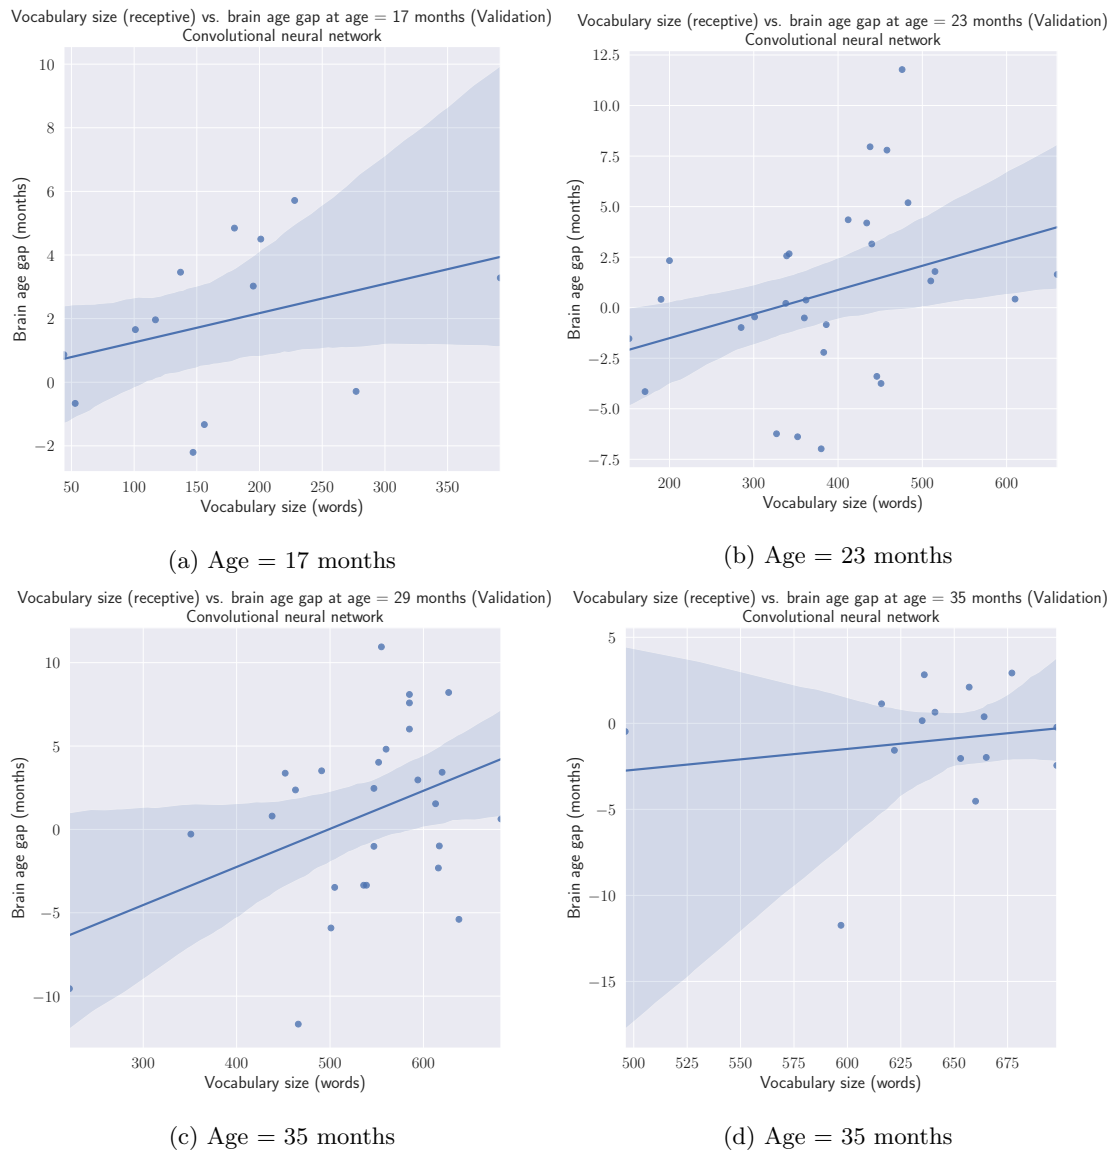 Vocabulary size (receptive) vs. brain age gap at age = 17 months (Validation)
Convolutional neural network
10
8
6
4
2
0
−2
Brain age gap (months)
50 100 150 200 250 300 350
Vocabulary size (words)
(a) Age = 17 months
Vocabulary size (receptive) vs. brain age gap at age = 23 months (Validation)
Convolutional neural network
12.5
10.0
7.5
5.0
2.5
0.0
−2.5
−5.0
−7.5
Brain age gap (months)
200 300 400 500 600
Vocabulary size (words)
(b) Age = 23 months
Vocabulary size (receptive) vs. brain age gap at age = 29 months (Validation)
Convolutional neural network
10
5
0
−5
−10
Brain age gap (months)
300 400 500 600
Vocabulary size (words)
(c) Age = 35 months
Vocabulary size (receptive) vs. brain age gap at age = 35 months (Validation)
Convolutional neural network
5
0
−5
−10
−15
Brain age gap (months)
500 525 550 575 600 625 650 675
Vocabulary size (words)
(d) Age = 35 months